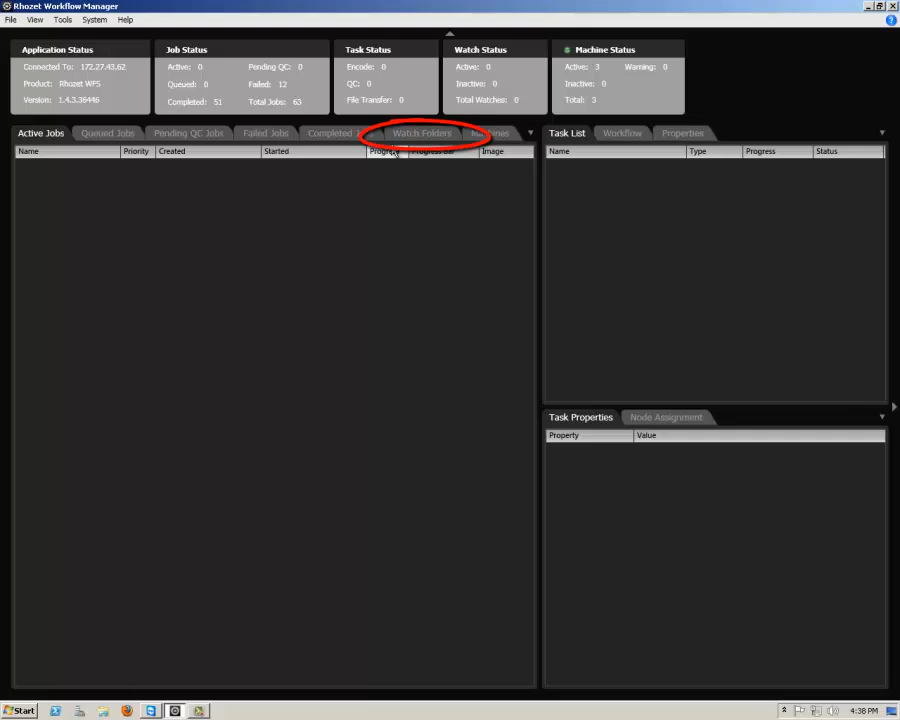 Rhozet Workflow Manager
File View Tools System Help
Application Status
Connected To: 172.27.43.62
Product: Rhozet WFS
Version: 1.4.3.36446
Job Status
Active: 0 Pending QC: 0
Queued: 0 Failed: 12
Completed: 51 Total Jobs: 63
Task Status
Encode: 0
QC: 0
File Transfer: 0
Watch Status
Active: 0
Inactive: 0
Total Watches: 0
Machine Status
Active: 3 Warning: 0
Inactive: 0
Total: 3
Active Jobs Queued Jobs Pending QC Jobs Failed Jobs Completed Watch Folders
Name Priority Created Started Image
Task List Workflow Properties
Name Type Progress Status
Task Properties Node Assignment
Property Value
Start
4:38 PM